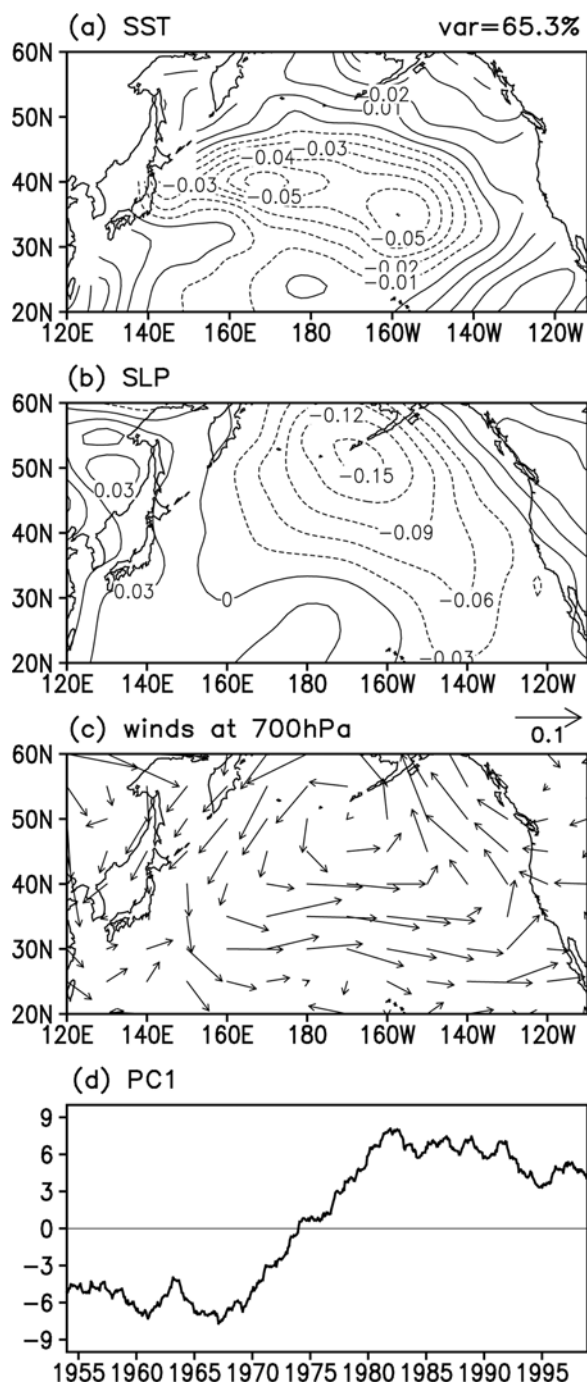 (a) SST var=65.3%
60N
-0.02
0.01
50N
-0.04 -0.03
40N
-0.03
-0.05
-0.05
30N
-0.02
-0.01
20N
120E 140E 160E 180 160W 140W 120W
(b) SLP
60N
-0.12
50N
-0.15
0.03
-0.09
40N
0.03 0 -0.06
30N
-0.03
20N
120E 140E 160E 180 160W 140W 120W
(c) winds at 700hPa
0.1
60N
50N
40N
30N
20N
120E 140E 160E 180 160W 140W 120W
(d) PC1
9
6
3
0
-3
-6
-9
1955 1960 1965 1970 1975 1980 1985 1990 1995